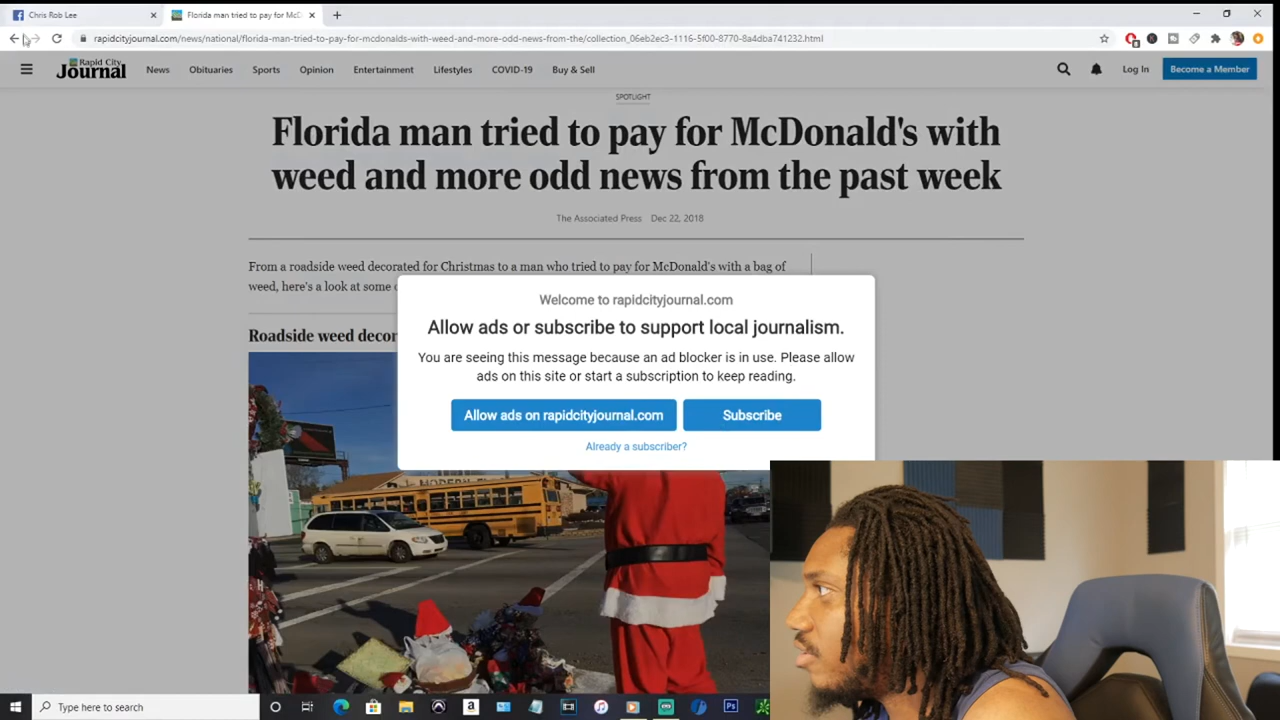 Chris Rob Lee
Florida man tried to pay for McD
rapidcityjournal.com/news/national/florida-man-tried-to-pay-for-mcdonalds-with-weed-and-more-odd-news-from-the/collection_06eb2ec3-1116-5f00-8770-8a4dba741232.html
Rapid City
Journal
News
Obituaries
Sports
Opinion
Entertainment
Lifestyles
COVID-19
Buy & Sell
Log In
Become a Member
SPOTLIGHT
Florida man tried to pay for McDonald's with
weed and more odd news from the past week
The Associated Press Dec 22, 2018
From a roadside weed decorated for Christmas to a man who tried to pay for McDonald's with a bag of
weed, here's a look at some o
Roadside weed decor
Welcome to rapidcityjournal.com
Allow ads or subscribe to support local journalism.
You are seeing this message because an ad blocker is in use. Please allow
ads on this site or start a subscription to keep reading.
Allow ads on rapidcityjournal.com
Subscribe
Already a subscriber?
Type here to search
a
Ps